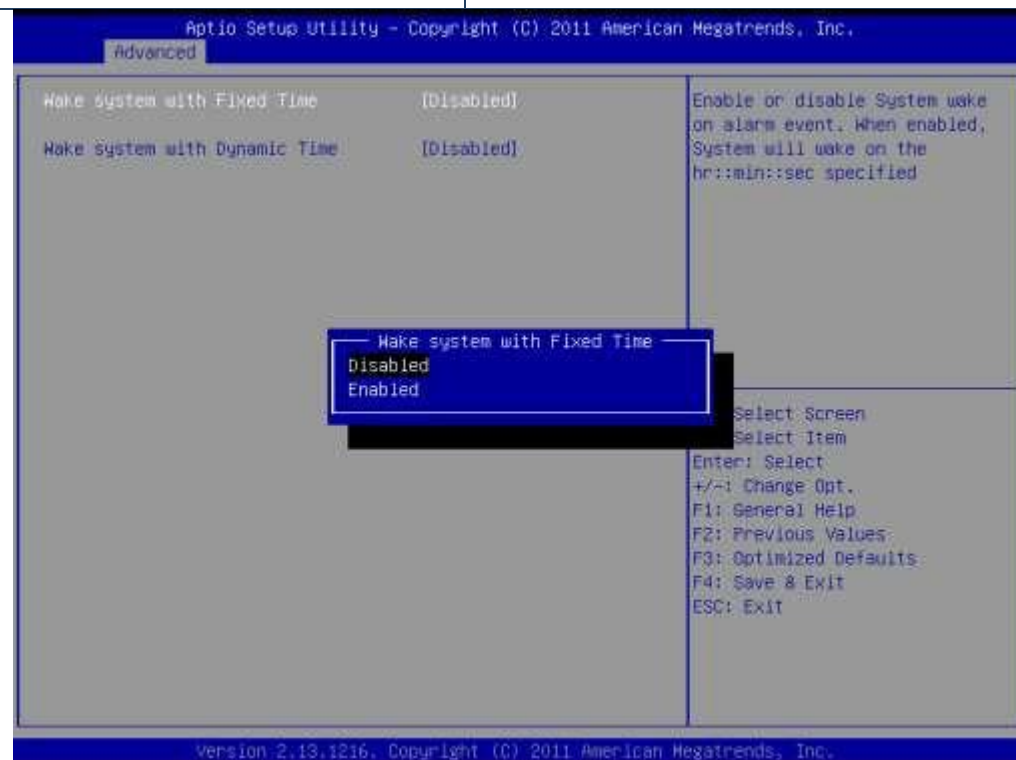 Aptio Setup Utility - Copyright (C) 2011 American Megatrends, Inc.
Advanced
Wake system with Fixed Time [Disabled]
Wake system with Dynamic Time [Disabled]
Enable or disable System wake
on alarm event. When enabled,
System will wake on the
hr::min::sec specified
Wake system with Fixed Time
Disabled
Enabled
Select Screen
Select Item
Enter: Select
+/-: Change Opt.
F1: General Help
F2: Previous Values
F3: Optimized Defaults
F4: Save & Exit
ESC: Exit
Version 2.13.1216. Copyright (C) 2011 American Megatrends, Inc.